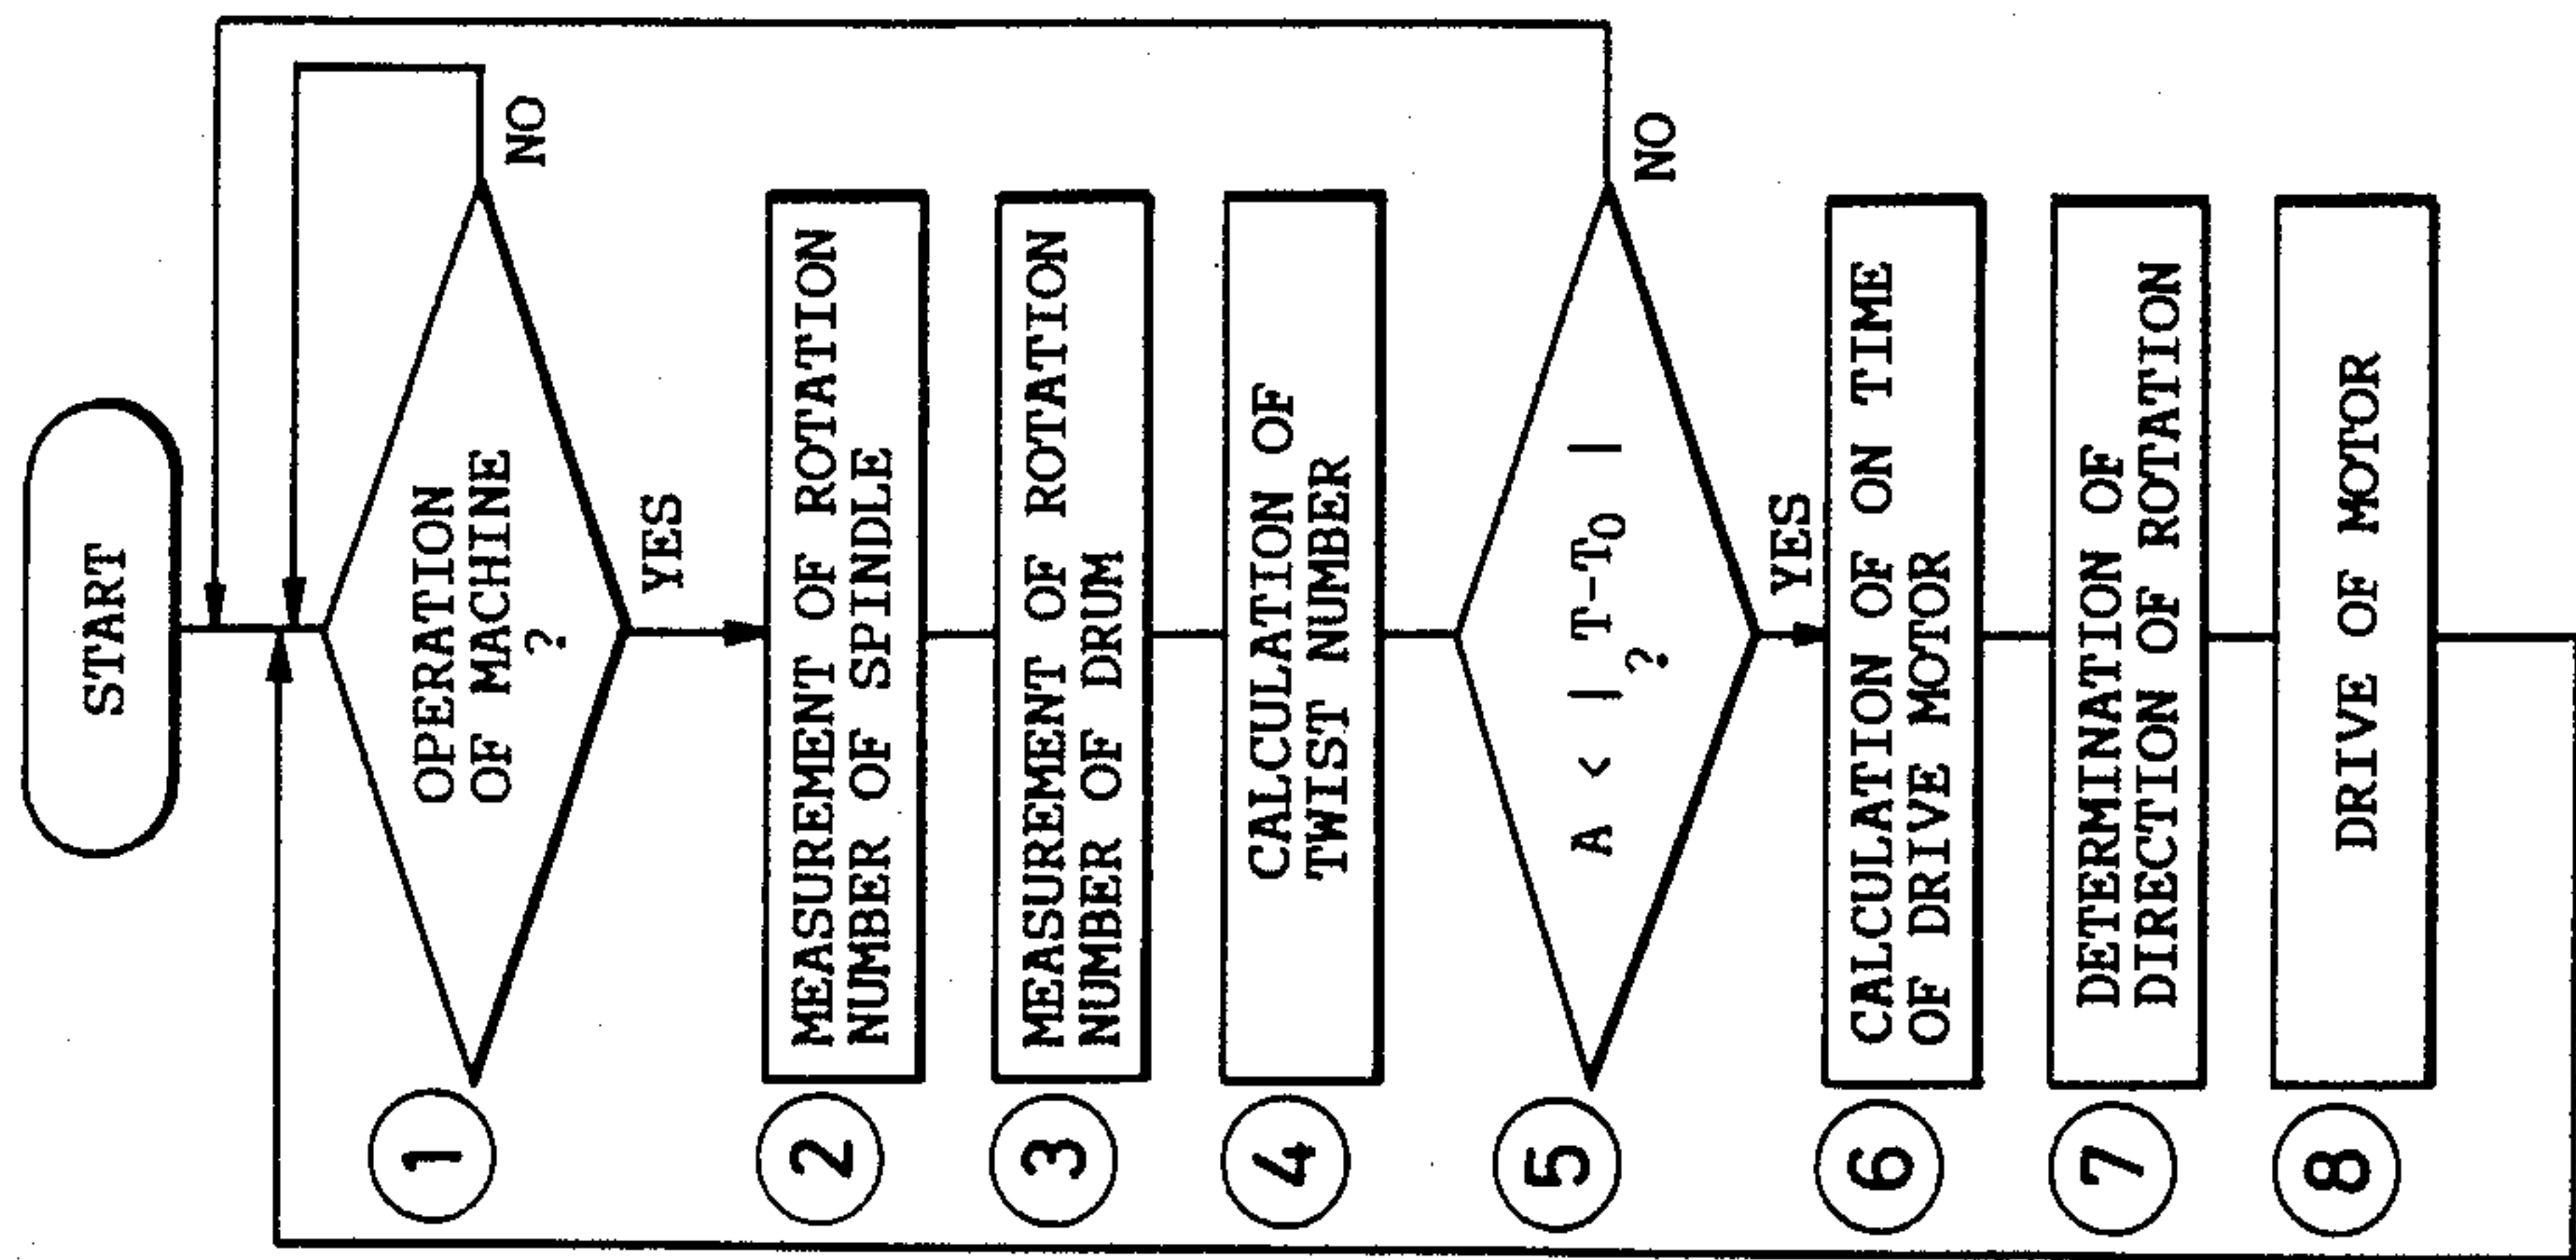 START
1
OPERATION
OF MACHINE
?
NO
YES
2
MEASUREMENT OF ROTATION
NUMBER OF SPINDLE
3
MEASUREMENT OF ROTATION
NUMBER OF DRUM
4
CALCULATION OF
TWIST NUMBER
5
A < | T-T₀ |
?
NO
YES
6
CALCULATION OF ON TIME
OF DRIVE MOTOR
7
DETERMINATION OF
DIRECTION OF ROTATION
8
DRIVE OF MOTOR